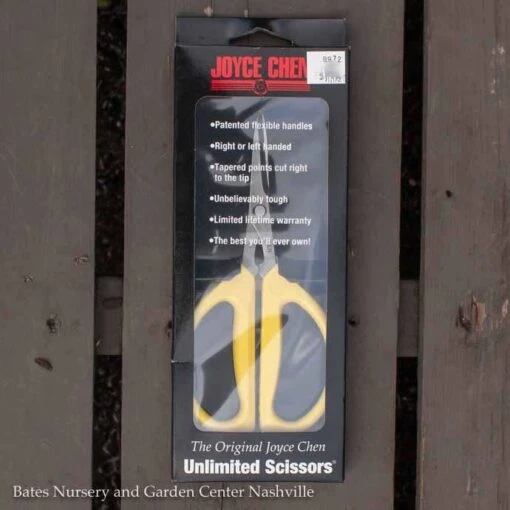 JOYCE CHEN
8972
•Patented flexible handles
•Right or left handed
•Tapered points cut right
to the tip
•Unbelievably tough
•Limited lifetime warranty
•The best you'll ever own!
The Original Joyce Chen
Unlimited Scissors®
Bates Nursery and Garden Center Nashville